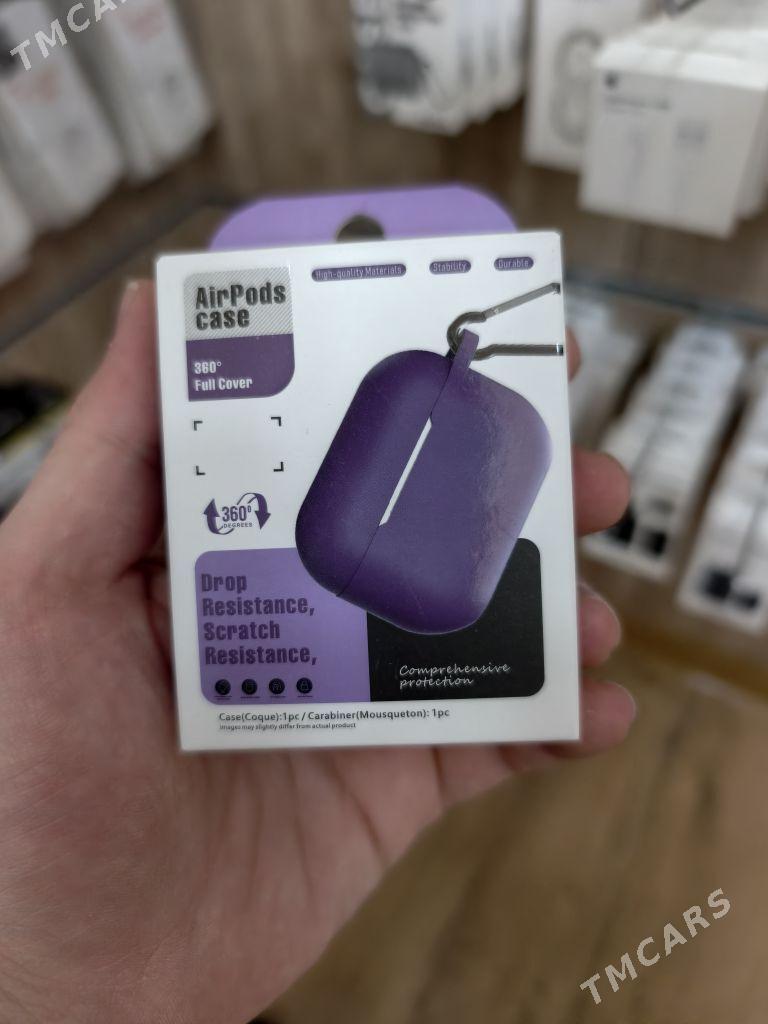 TMCARS
High-quality Materials
Stability
Durable
AirPods
case
360°
Full Cover
360°
DEGREES
Drop
Resistance,
Scratch
Resistance,
Comprehensive
protection
Case(Coque):1pc / Carabiner(Mousqueton): 1pc
Images may slightly differ from actual product
TMCARS